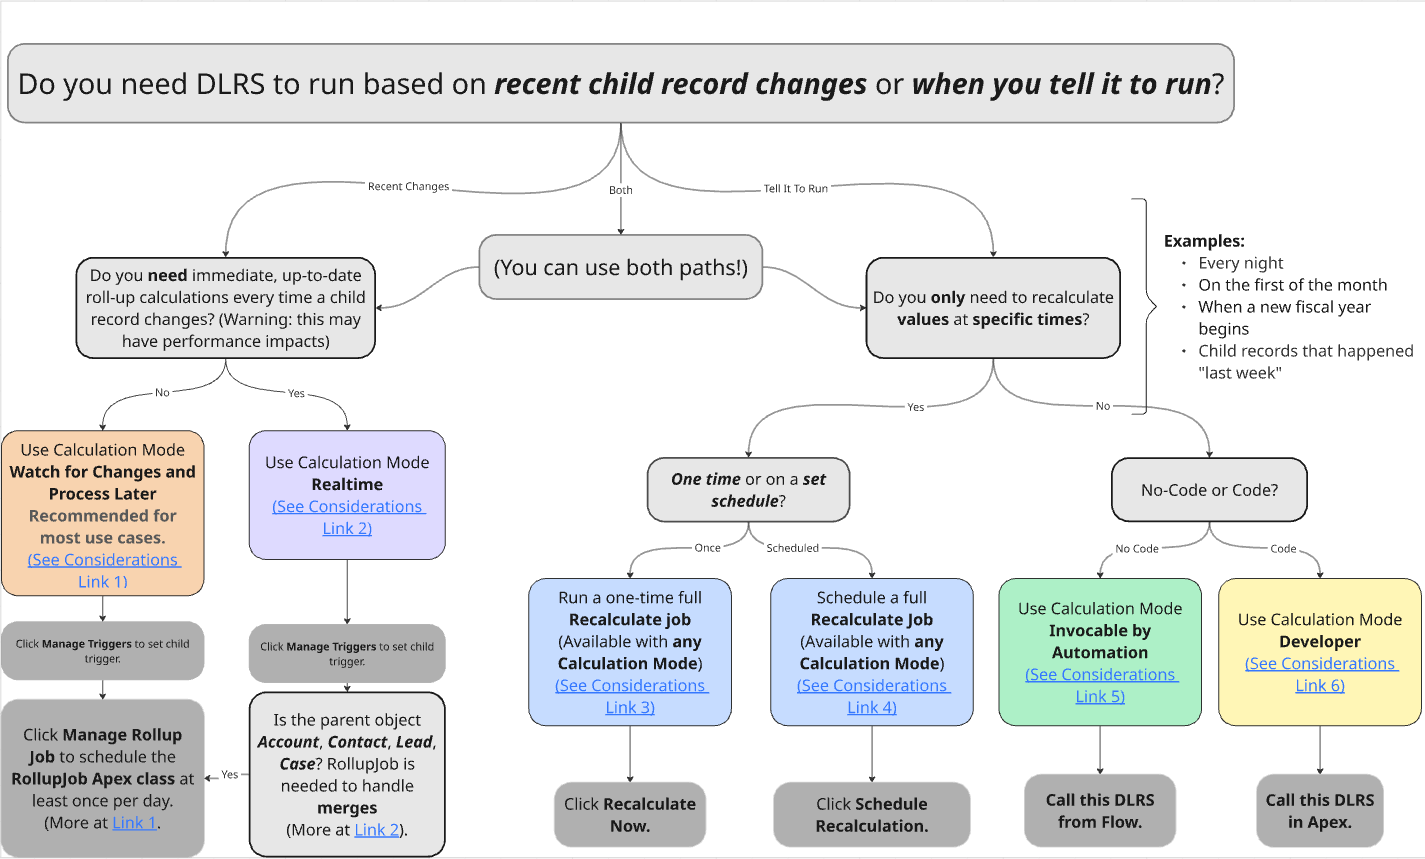 Do you need DLRS to run based on recent child record changes or when you tell it to run?
Recent Changes
Both
Tell It To Run
(You can use both paths!)
Do you need immediate, up-to-date
roll-up calculations every time a child
record changes? (Warning: this may
have performance impacts)
Do you only need to recalculate
values at specific times?
Examples:
• Every night
• On the first of the month
• When a new fiscal year
begins
• Child records that happened
"last week"
No
Yes
Yes
No
Use Calculation Mode
Watch for Changes and
Process Later
Recommended for
most use cases.
(See Considerations
Link 1)
Use Calculation Mode
Realtime
(See Considerations
Link 2)
One time or on a set
schedule?
No-Code or Code?
Once
Scheduled
No Code
Code
Run a one-time full
Recalculate job
(Available with any
Calculation Mode)
(See Considerations
Link 3)
Schedule a full
Recalculate Job
(Available with any
Calculation Mode)
(See Considerations
Link 4)
Use Calculation Mode
Invocable by
Automation
(See Considerations
Link 5)
Use Calculation Mode
Developer
(See Considerations
Link 6)
Click Manage Triggers to set child
trigger.
Click Manage Triggers to set child
trigger.
Click Manage Rollup
Job to schedule the
RollupJob Apex class at
least once per day.
(More at Link 1.
Yes
Is the parent object
Account, Contact, Lead,
Case? RollupJob is
needed to handle
merges
(More at Link 2).
Click Recalculate
Now.
Click Schedule
Recalculation.
Call this DLRS
from Flow.
Call this DLRS
in Apex.